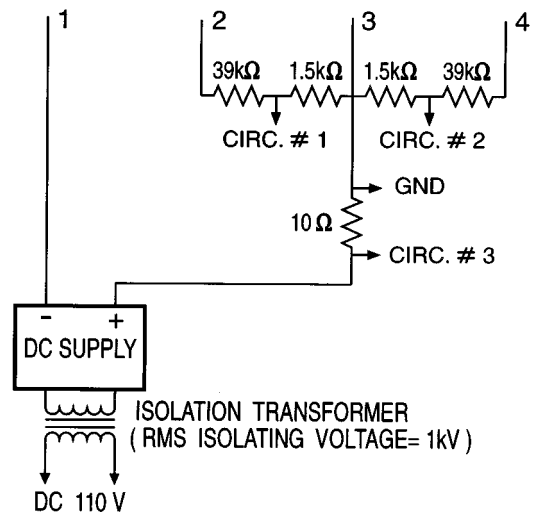 1
2
3
4
39kΩ 1.5kΩ 1.5kΩ 39kΩ
CIRC. # 1
CIRC. # 2
GND
10 Ω
CIRC. # 3
- +
DC SUPPLY
ISOLATION TRANSFORMER
( RMS ISOLATING VOLTAGE= 1kV )
DC 110 V